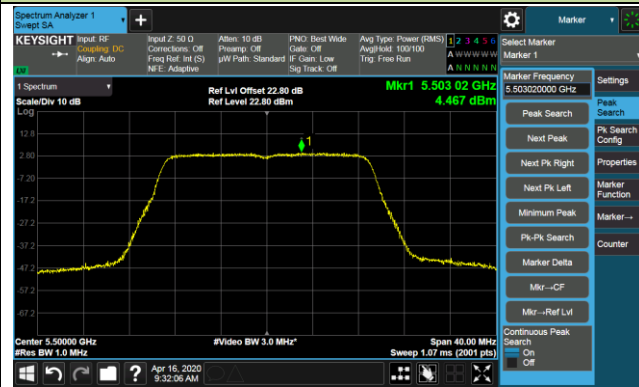 Spectrum Analyzer 1
Swept SA
Marker
KEYSIGHT
Input: RF
Coupling: DC
Align: Auto
Input Z: 50 Ω
Corrections: Off
Freq Ref: Int (S)
NFE: Adaptive
Atten: 10 dB
Preamp: Off
µW Path: Standard
PNO: Best Wide
Gate: Off
IF Gain: Low
Sig Track: Off
Avg Type: Power (RMS)
Avg|Hold: 100/100
Trig: Free Run
1 2 3 4 5 6
A W W W W W
A N N N N N
Select Marker
Marker 1
1 Spectrum
Scale/Div 10 dB
Ref Lvl Offset 22.80 dB
Ref Level 22.80 dBm
Mkr1 5.503 02 GHz
4.467 dBm
Log
12.8
2.80
-7.20
-17.2
-27.2
-37.2
-47.2
-57.2
-67.2
1
Center 5.50000 GHz
#Res BW 1.0 MHz
#Video BW 3.0 MHz*
Span 40.00 MHz
Sweep 1.07 ms (2001 pts)
Marker Frequency
5.503020000 GHz
Peak Search
Next Peak
Next Pk Right
Next Pk Left
Minimum Peak
Pk-Pk Search
Marker Delta
Mkr→CF
Mkr→Ref Lvl
Continuous Peak
Search
On
Off
Settings
Peak
Search
Pk Search
Config
Properties
Marker
Function
Marker→
Counter
?
Apr 16, 2020
9:32:06 AM